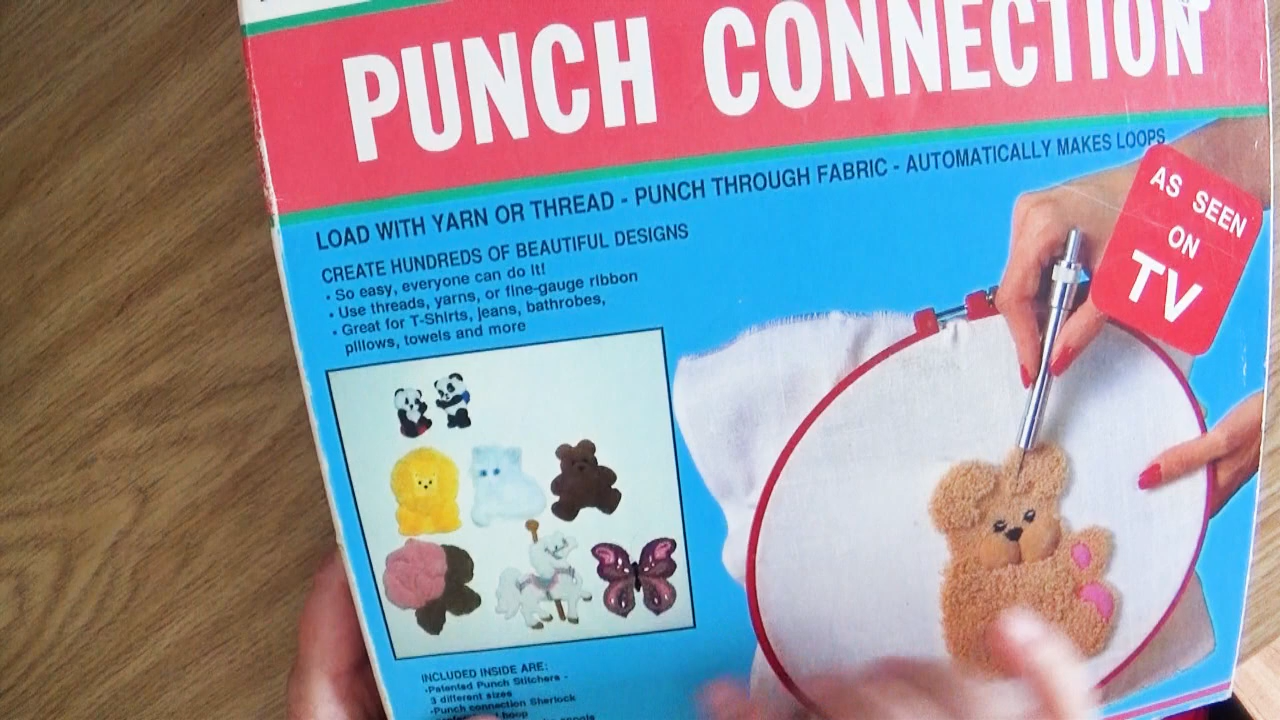 PUNCH CONNECTION
LOAD WITH YARN OR THREAD - PUNCH THROUGH FABRIC - AUTOMATICALLY MAKES LOOPS
CREATE HUNDREDS OF BEAUTIFUL DESIGNS
• So easy, everyone can do it!
• Use threads, yarns, or fine-gauge ribbon
• Great for T-Shirts, jeans, bathrobes,
pillows, towels and more
AS SEEN
ON
TV
INCLUDED INSIDE ARE:
•Patented Punch Stitchers -
3 different sizes
•Punch connection Sherlock
hoop